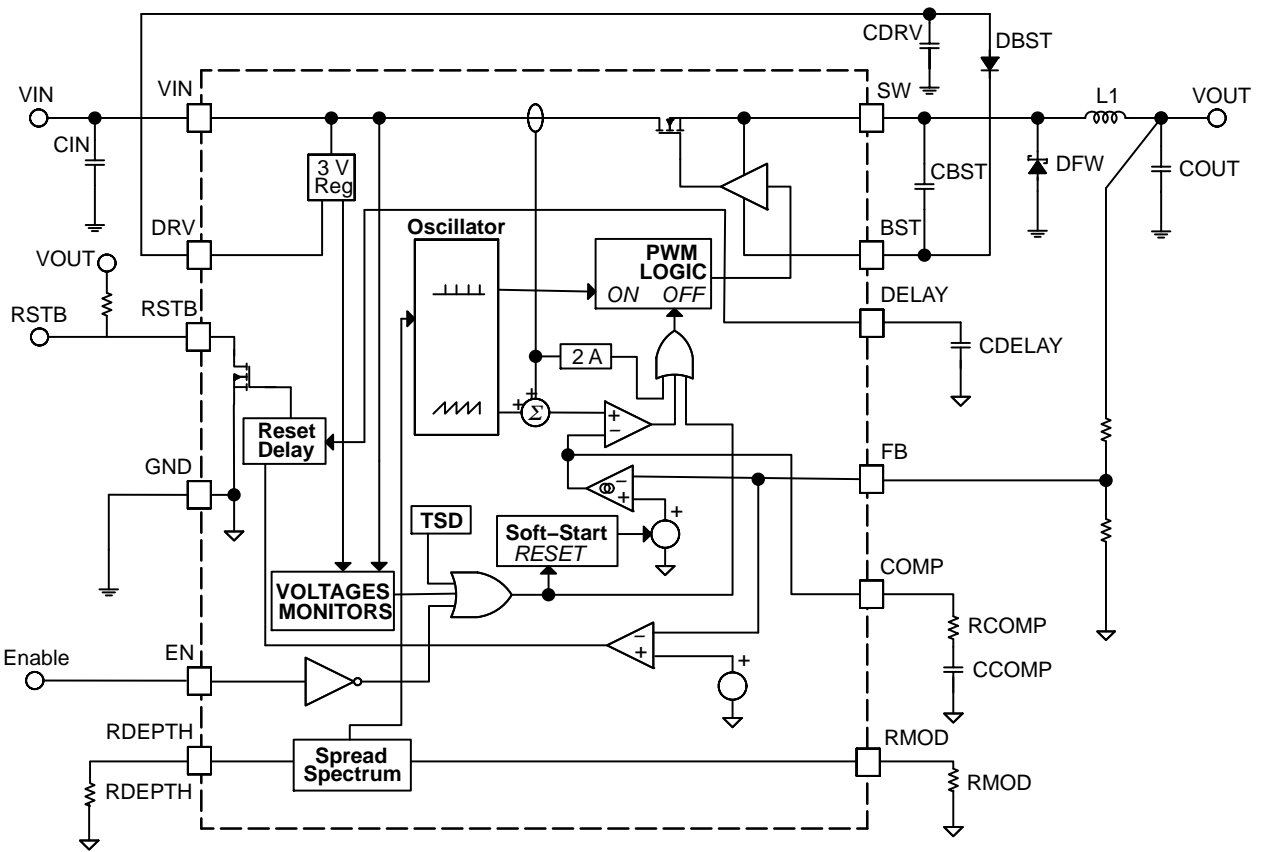 CDRV
DBST
VIN
VIN
SW
L1
VOUT
CIN
3 V
Reg
CBST
DFW
COUT
DRV
Oscillator
BST
VOUT
PWM
LOGIC
ON OFF
DELAY
RSTB
RSTB
2 A
CDELAY
+
+
Σ
+
−
Reset
Delay
GND
FB
−
+
+
TSD
Soft−Start
RESET
COMP
VOLTAGES
MONITORS
RCOMP
−
+
+
CCOMP
Enable
EN
RDEPTH
RMOD
Spread
Spectrum
RDEPTH
RMOD